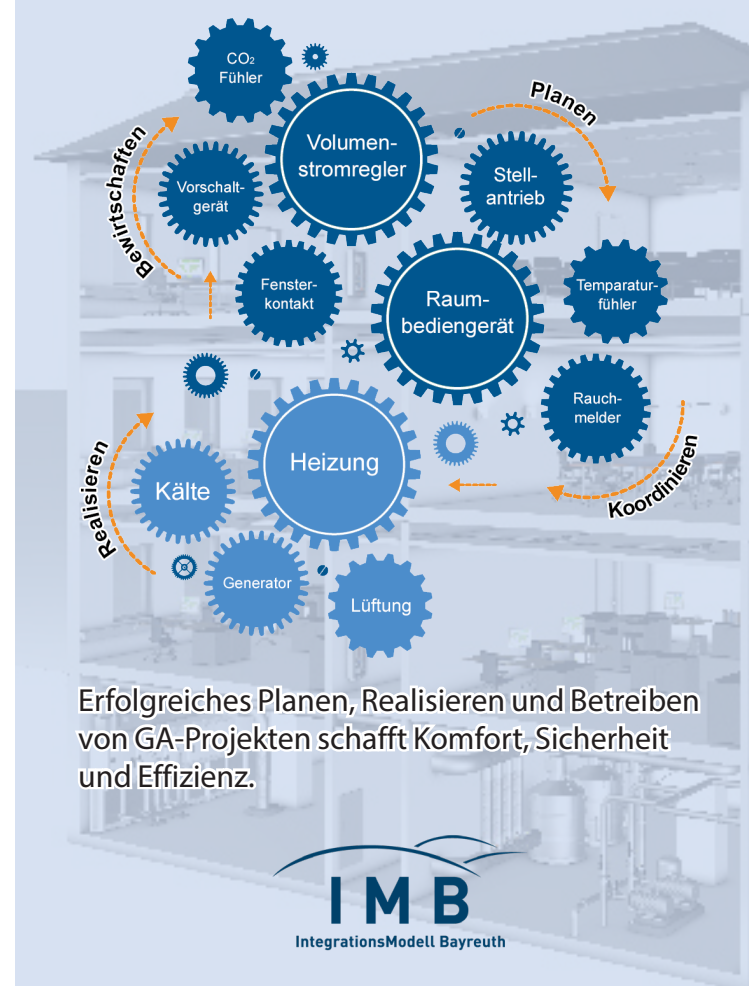 CO₂
Fühler
Planen
Volumen-
stromregler
Bewirtschaften
Vorschalt-
gerät
Stell-
antrieb
Fenster-
kontakt
Raum-
bediengerät
Temperatur-
fühler
Rauch-
melder
Heizung
Kälte
Realisieren
Koordinieren
Generator
Lüftung
Erfolgreiches Planen, Realisieren und Betreiben
von GA-Projekten schafft Komfort, Sicherheit
und Effizienz.
IMB
IntegrationsModell Bayreuth